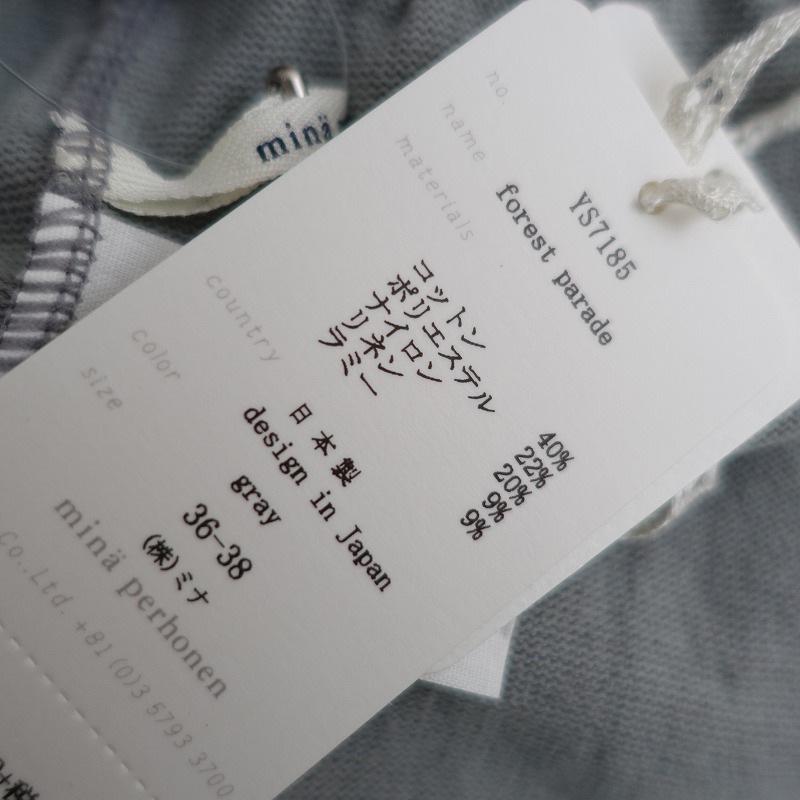 minä
no. YS7185
name forest parade
materials
コットン 40%
ポリエステル 22%
ナイロン 20%
リネン 9%
ラミー 9%
country 日本製
design in Japan
color gray
size 36-38
(株)ミナ
minä perhonen
Co.,Ltd. +81(0)3 5793 3700
+税